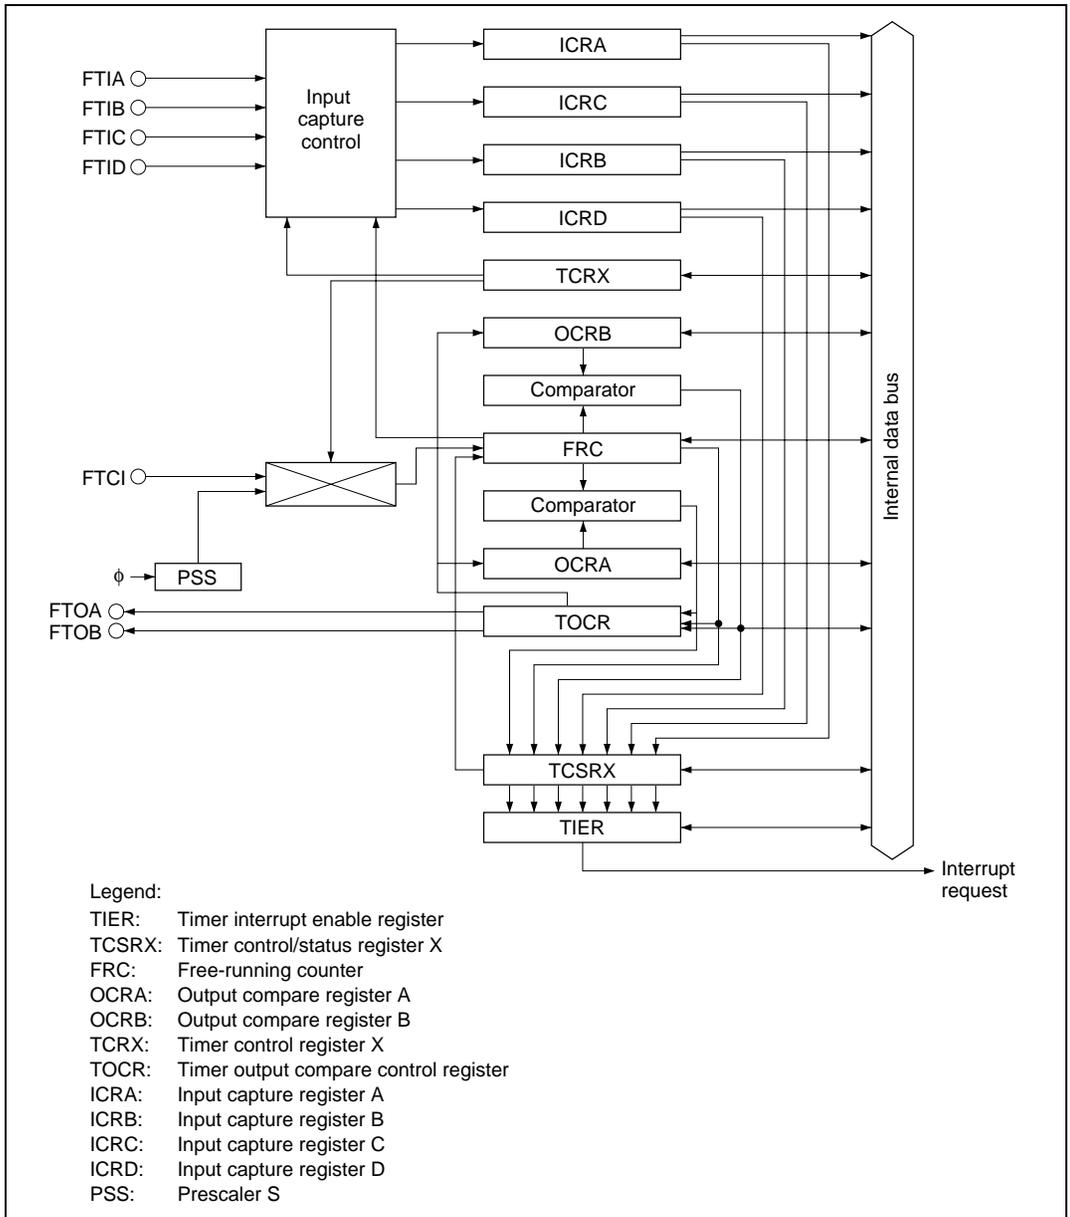 ICRA
FTIA
FTIB
FTIC
FTID
Input
capture
control
ICRC
ICRB
ICRD
TCRX
OCRB
Comparator
FRC
FTCI
Comparator
OCRA
ϕ
PSS
FTOA
FTOB
TOCR
Internal data bus
TCSRX
TIER
Interrupt
request
Legend:
TIER: Timer interrupt enable register
TCSRX: Timer control/status register X
FRC: Free-running counter
OCRA: Output compare register A
OCRB: Output compare register B
TCRX: Timer control register X
TOCR: Timer output compare control register
ICRA: Input capture register A
ICRB: Input capture register B
ICRC: Input capture register C
ICRD: Input capture register D
PSS: Prescaler S